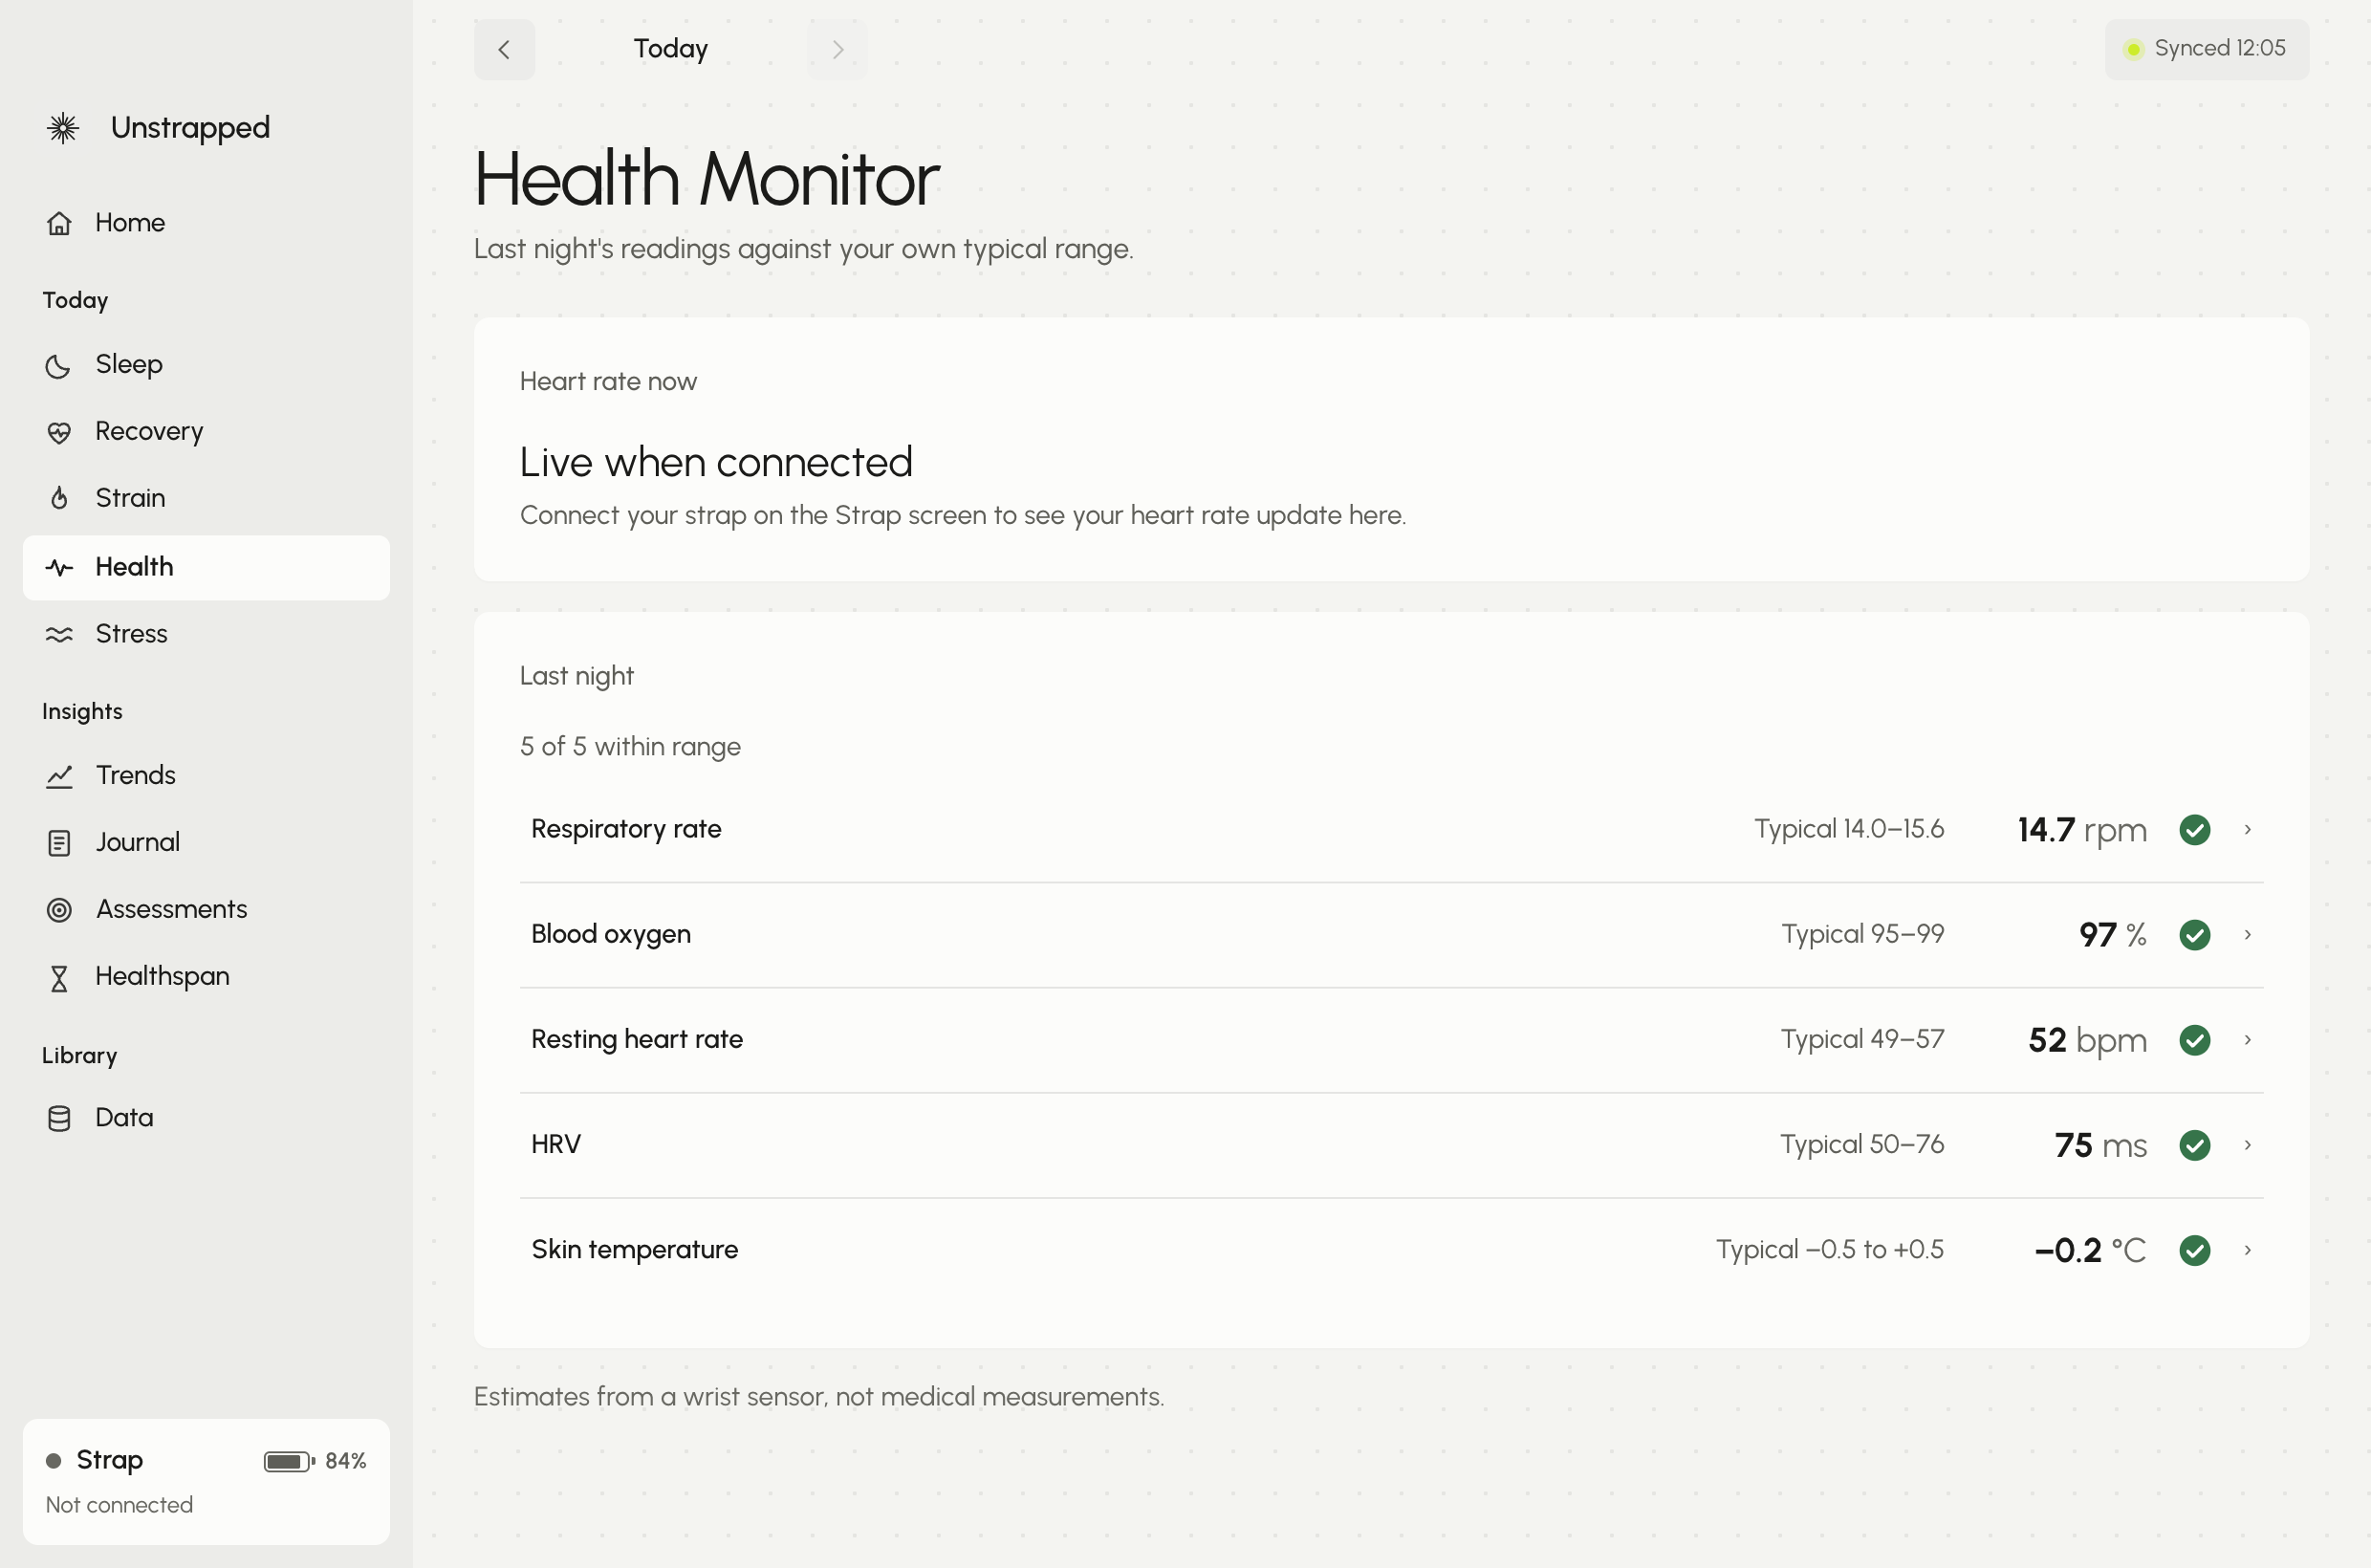 Unstrapped
Home
Today
Sleep
Recovery
Strain
Health
Stress
Insights
Trends
Journal
Assessments
Healthspan
Library
Data
Strap 84%
Not connected
Today
Synced 12:05
Health Monitor
Last night's readings against your own typical range.
Heart rate now
Live when connected
Connect your strap on the Strap screen to see your heart rate update here.
Last night
5 of 5 within range
Respiratory rate Typical 14.0–15.6 14.7 rpm
Blood oxygen Typical 95–99 97 %
Resting heart rate Typical 49–57 52 bpm
HRV Typical 50–76 75 ms
Skin temperature Typical −0.5 to +0.5 −0.2 °C
Estimates from a wrist sensor, not medical measurements.